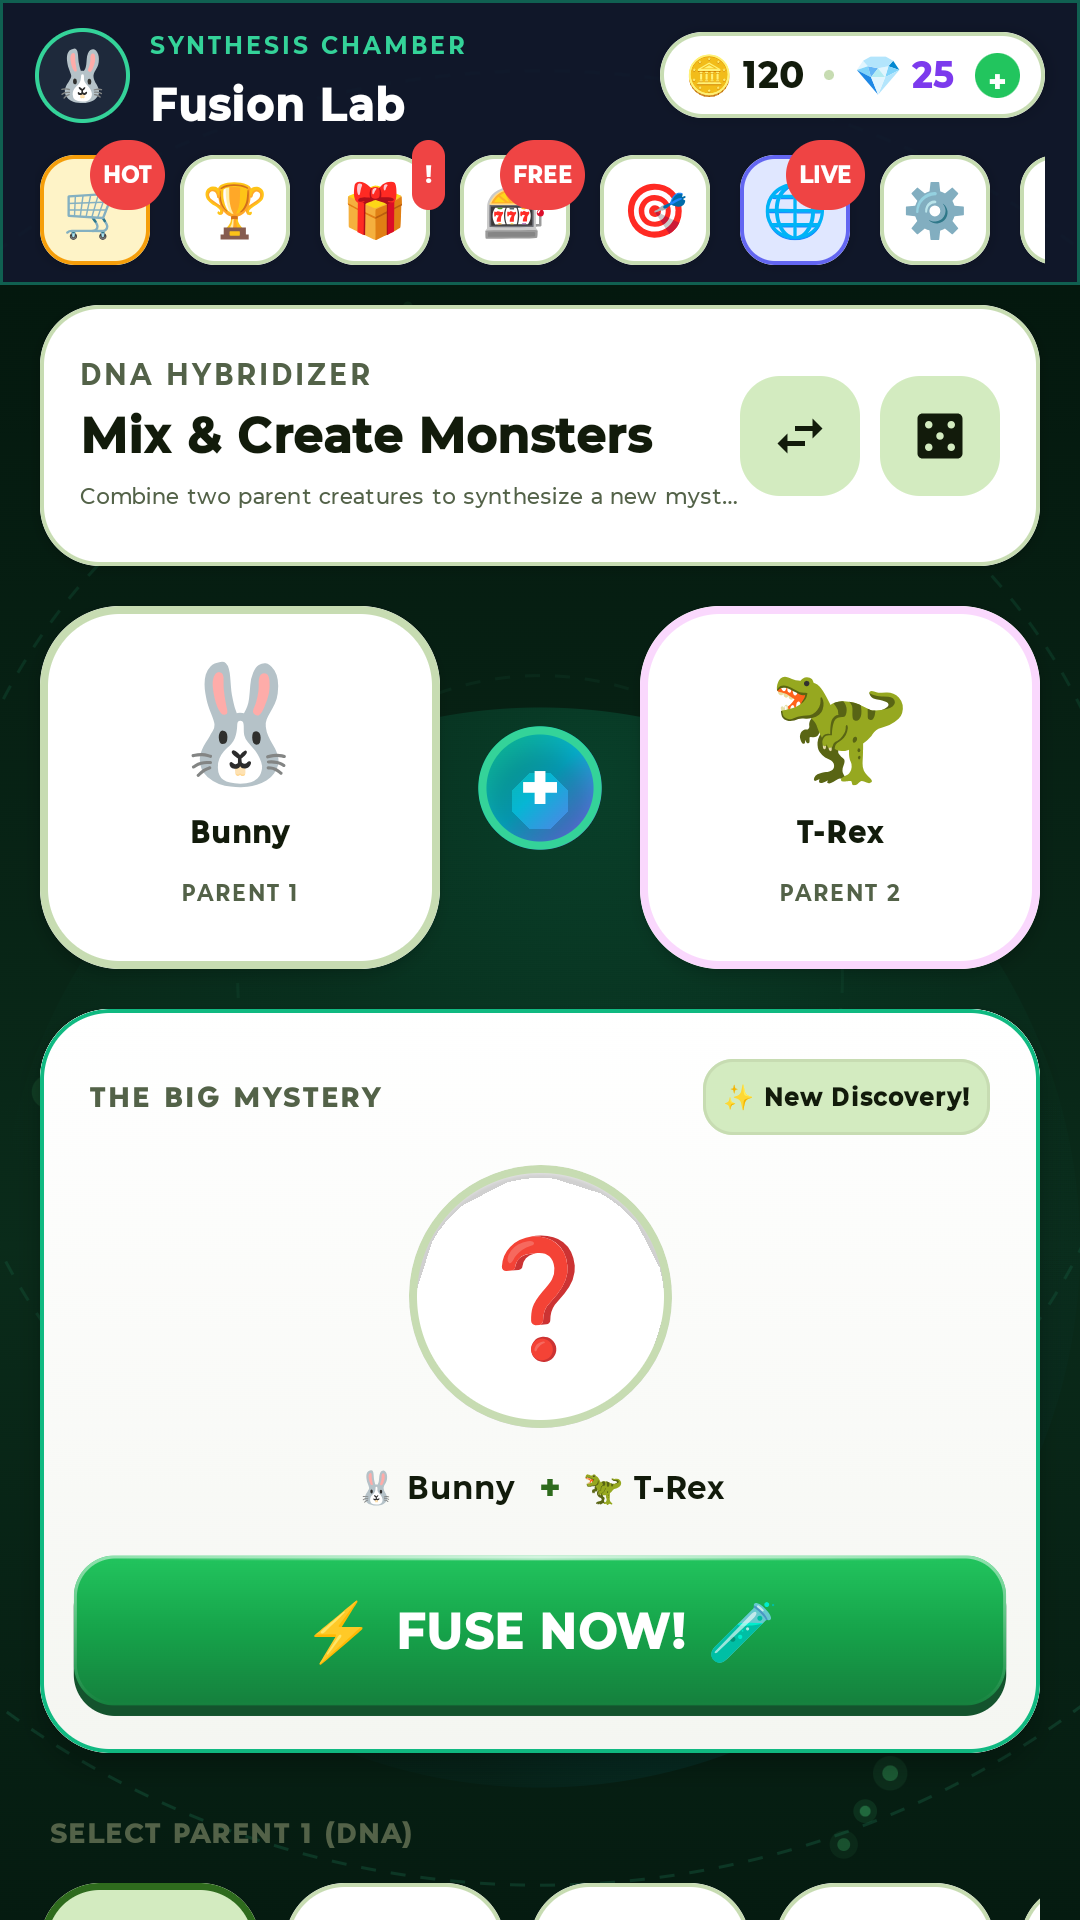 SYNTHESIS CHAMBER
Fusion Lab
120 • 25 +
HOT
!
FREE
777
LIVE
DNA HYBRIDIZER
Mix & Create Monsters
Combine two parent creatures to synthesize a new myst...
Bunny
PARENT 1
T-Rex
PARENT 2
THE BIG MYSTERY
✨ New Discovery!
❓
Bunny + T-Rex
⚡ FUSE NOW! 🧪
SELECT PARENT 1 (DNA)